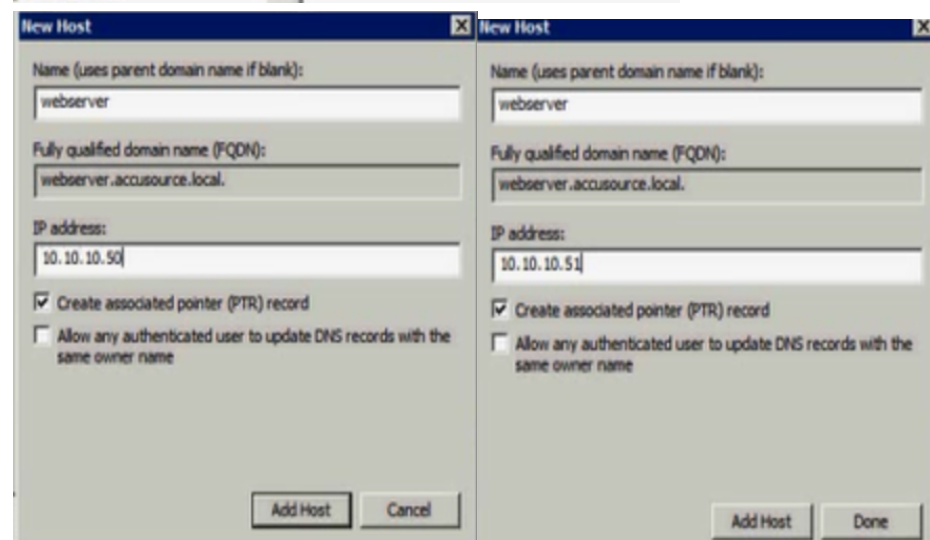 New Host
Name (uses parent domain name if blank):
webserver
Fully qualified domain name (FQDN):
webserver.accusource.local.
IP address:
10.10.10.50
Create associated pointer (PTR) record
Allow any authenticated user to update DNS records with the
same owner name
Add Host
Cancel
New Host
Name (uses parent domain name if blank):
webserver
Fully qualified domain name (FQDN):
webserver.accusource.local.
IP address:
10.10.10.51
Create associated pointer (PTR) record
Allow any authenticated user to update DNS records with the
same owner name
Add Host
Done